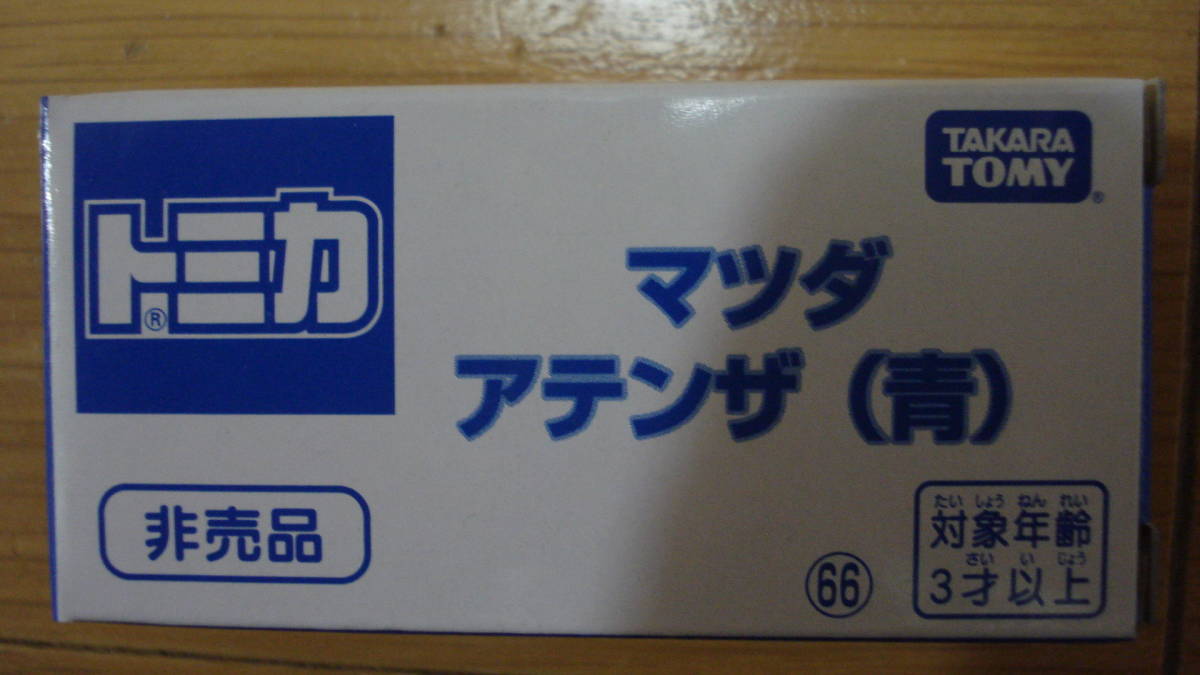 トミカ®
TAKARA
TOMY®
マツダ
アテンザ（青）
非売品
66
たいしょうねんれい
対象年齢
さいいじょう
3才以上